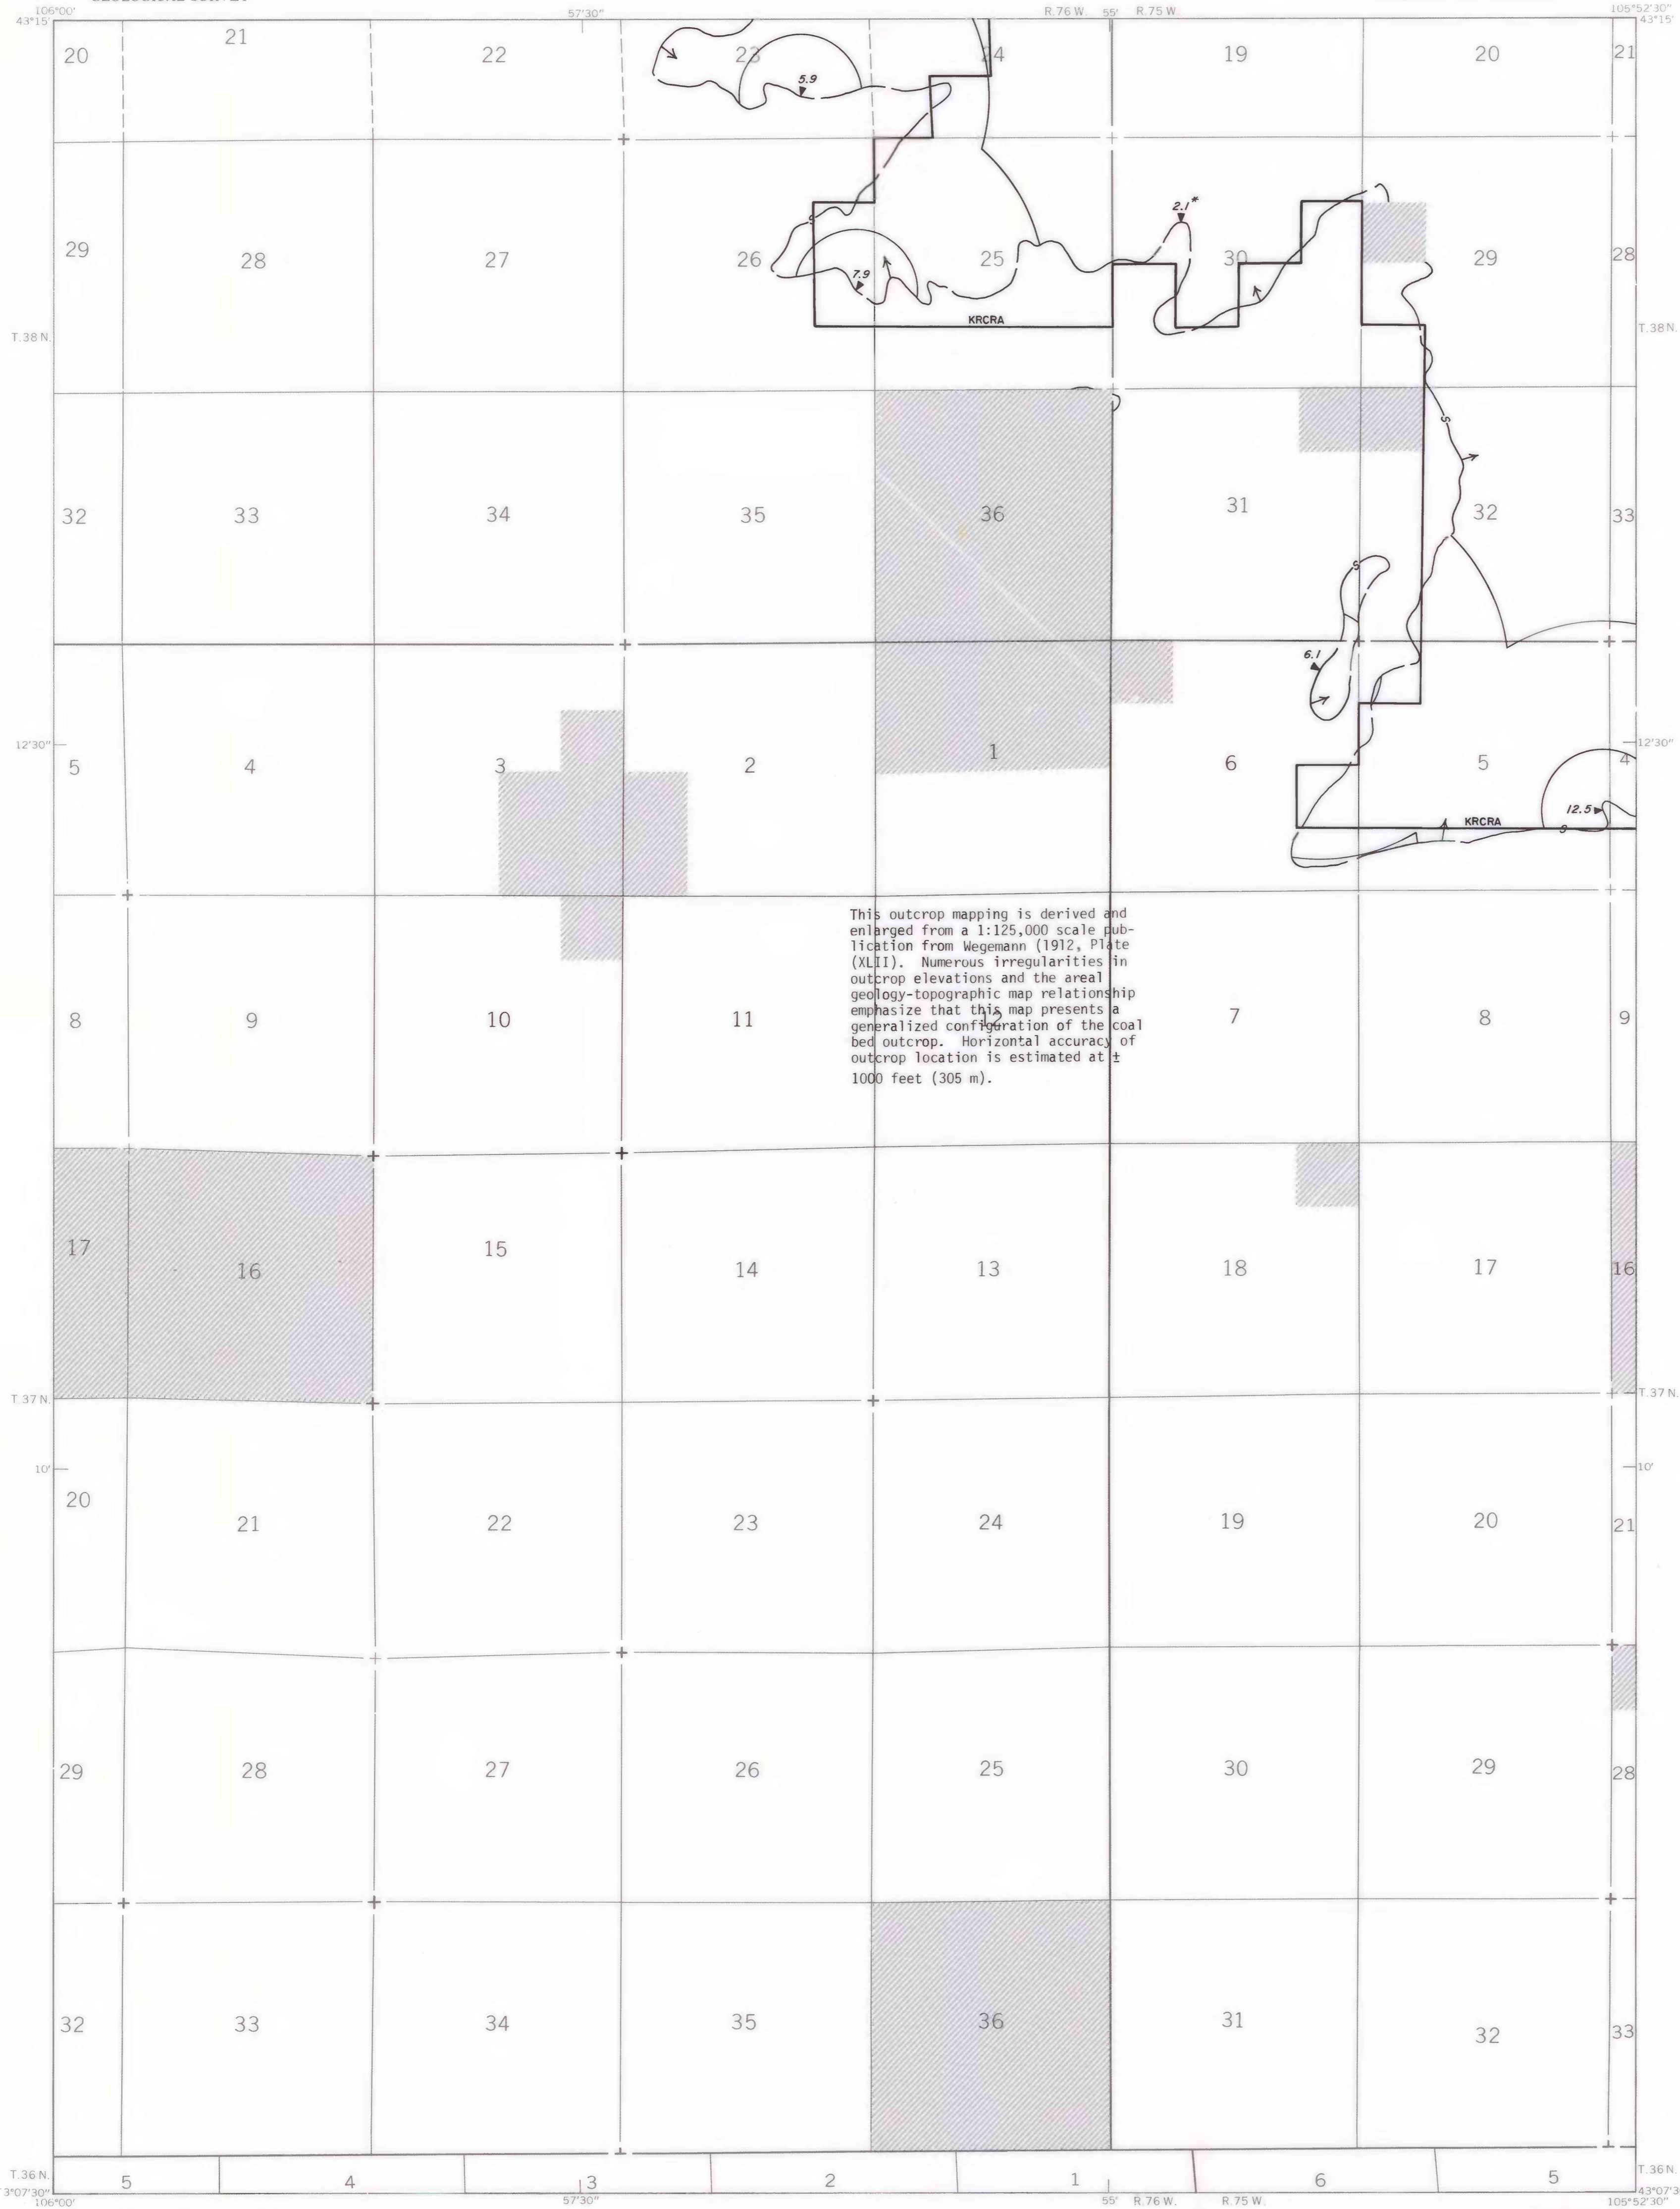 106°00' 57'30" R.76 W. 55' R.75 W. 105°52'30"
43°15' 43°15'
20 21 22 23 24 19 20 21
5.9
2.1*
29 28 27 26 25 30 29 28
7.9
KRCRA
T.38 N. T.38 N.
S
S
32 33 34 35 36 31 32 33
S
6.1
12'30" 12'30"
5 4 3 2 1 6 5 4
12.5
KRCRA
S
This outcrop mapping is derived and
enlarged from a 1:125,000 scale pub-
lication from Wegemann (1912, Plate
(XLII). Numerous irregularities in
outcrop elevations and the areal
geology-topographic map relationship
emphasize that this map presents a
generalized configuration of the coal
bed outcrop. Horizontal accuracy of
outcrop location is estimated at ±
1000 feet (305 m).
8 9 10 11 12 7 8 9
17 16 15 14 13 18 17 16
T 37 N. T.37 N.
10' 10'
20 21 22 23 24 19 20 21
29 28 27 26 25 30 29 28
32 33 34 35 36 31 32 33
T.36 N. 5 4 3 2 1 6 5 T.36 N.
3°07'30" 43°07'3
106°00' 57'30" 55' R.76 W. R.75 W. 105°52'30"